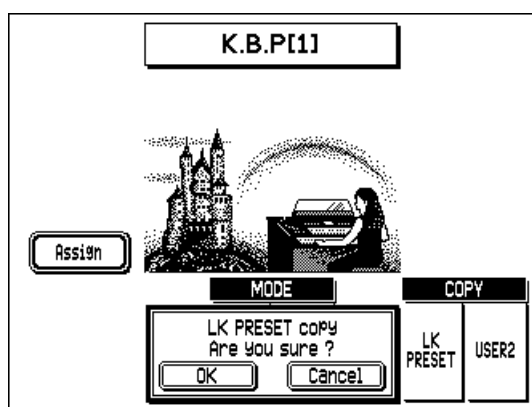 K.B.P[1]
Assign
MODE
COPY
LK PRESET copy
Are you sure ?
OK
Cancel
LK
PRESET
USER2